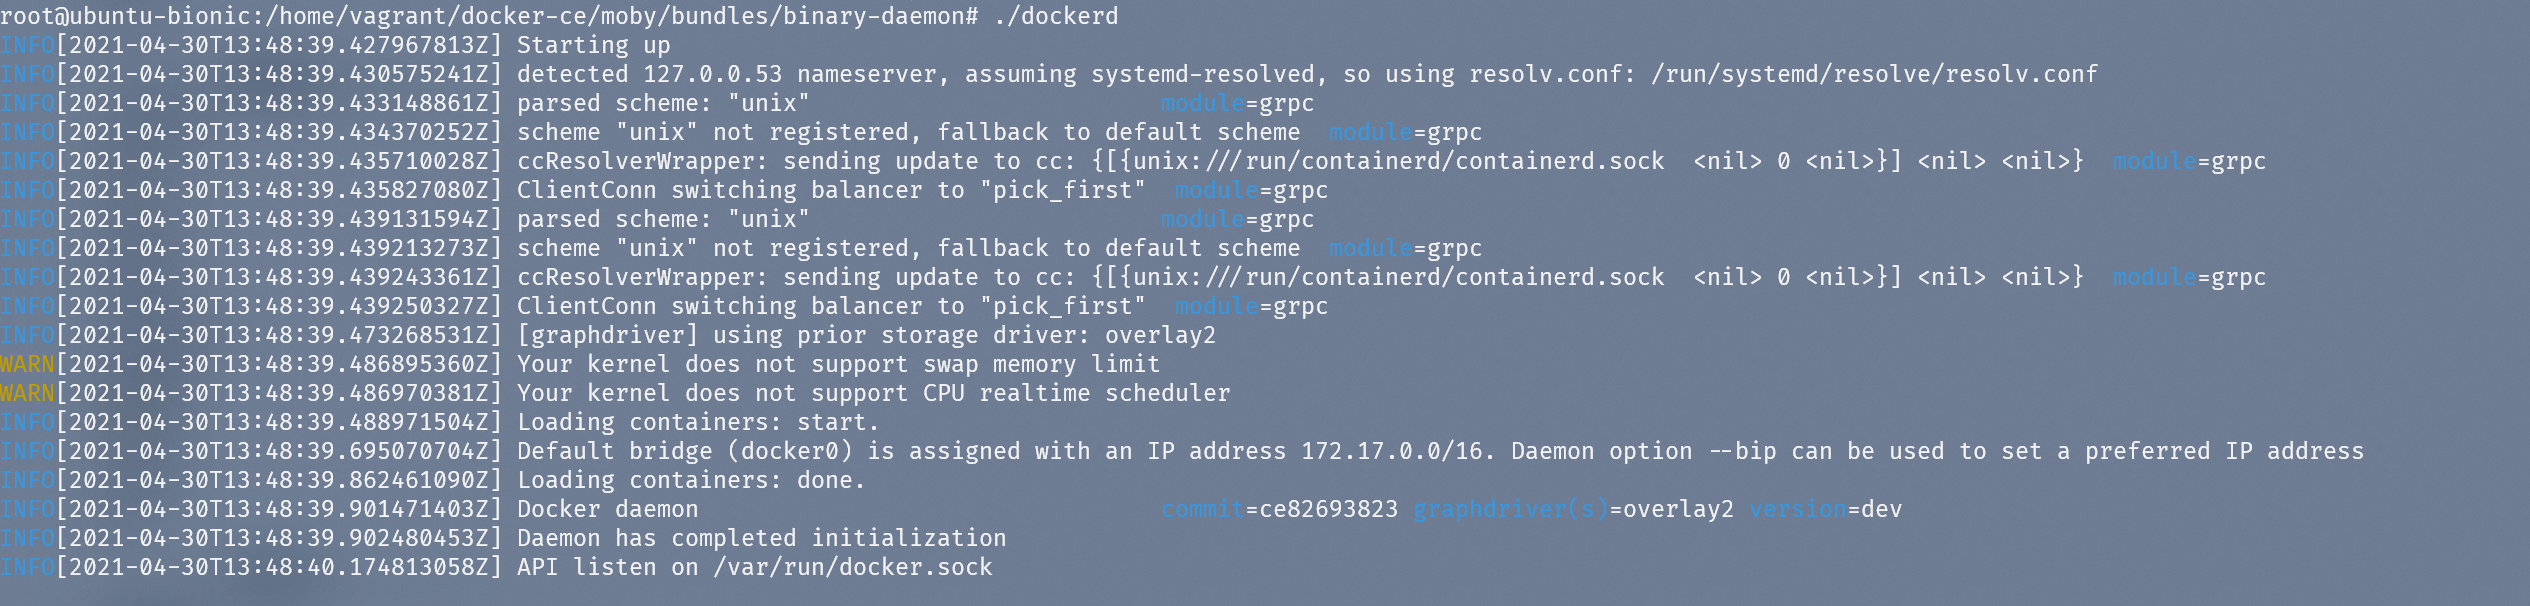 root@ubuntu-bionic:/home/vagrant/docker-ce/moby/bundles/binary-daemon# ./dockerd
INFO[2021-04-30T13:48:39.427967813Z] Starting up
INFO[2021-04-30T13:48:39.430575241Z] detected 127.0.0.53 nameserver, assuming systemd-resolved, so using resolv.conf: /run/systemd/resolve/resolv.conf
INFO[2021-04-30T13:48:39.433148861Z] parsed scheme: "unix"                         module=grpc
INFO[2021-04-30T13:48:39.434370252Z] scheme "unix" not registered, fallback to default scheme  module=grpc
INFO[2021-04-30T13:48:39.435710028Z] ccResolverWrapper: sending update to cc: {[{unix:///run/containerd/containerd.sock  <nil> 0 <nil>}] <nil> <nil>}  module=grpc
INFO[2021-04-30T13:48:39.435827080Z] ClientConn switching balancer to "pick_first"  module=grpc
INFO[2021-04-30T13:48:39.439131594Z] parsed scheme: "unix"                         module=grpc
INFO[2021-04-30T13:48:39.439213273Z] scheme "unix" not registered, fallback to default scheme  module=grpc
INFO[2021-04-30T13:48:39.439243361Z] ccResolverWrapper: sending update to cc: {[{unix:///run/containerd/containerd.sock  <nil> 0 <nil>}] <nil> <nil>}  module=grpc
INFO[2021-04-30T13:48:39.439250327Z] ClientConn switching balancer to "pick_first"  module=grpc
INFO[2021-04-30T13:48:39.473268531Z] [graphdriver] using prior storage driver: overlay2
WARN[2021-04-30T13:48:39.486895360Z] Your kernel does not support swap memory limit
WARN[2021-04-30T13:48:39.486970381Z] Your kernel does not support CPU realtime scheduler
INFO[2021-04-30T13:48:39.488971504Z] Loading containers: start.
INFO[2021-04-30T13:48:39.695070704Z] Default bridge (docker0) is assigned with an IP address 172.17.0.0/16. Daemon option --bip can be used to set a preferred IP address
INFO[2021-04-30T13:48:39.862461090Z] Loading containers: done.
INFO[2021-04-30T13:48:39.901471403Z] Docker daemon                                 commit=ce82693823 graphdriver(s)=overlay2 version=dev
INFO[2021-04-30T13:48:39.902480453Z] Daemon has completed initialization
INFO[2021-04-30T13:48:40.174813058Z] API listen on /var/run/docker.sock